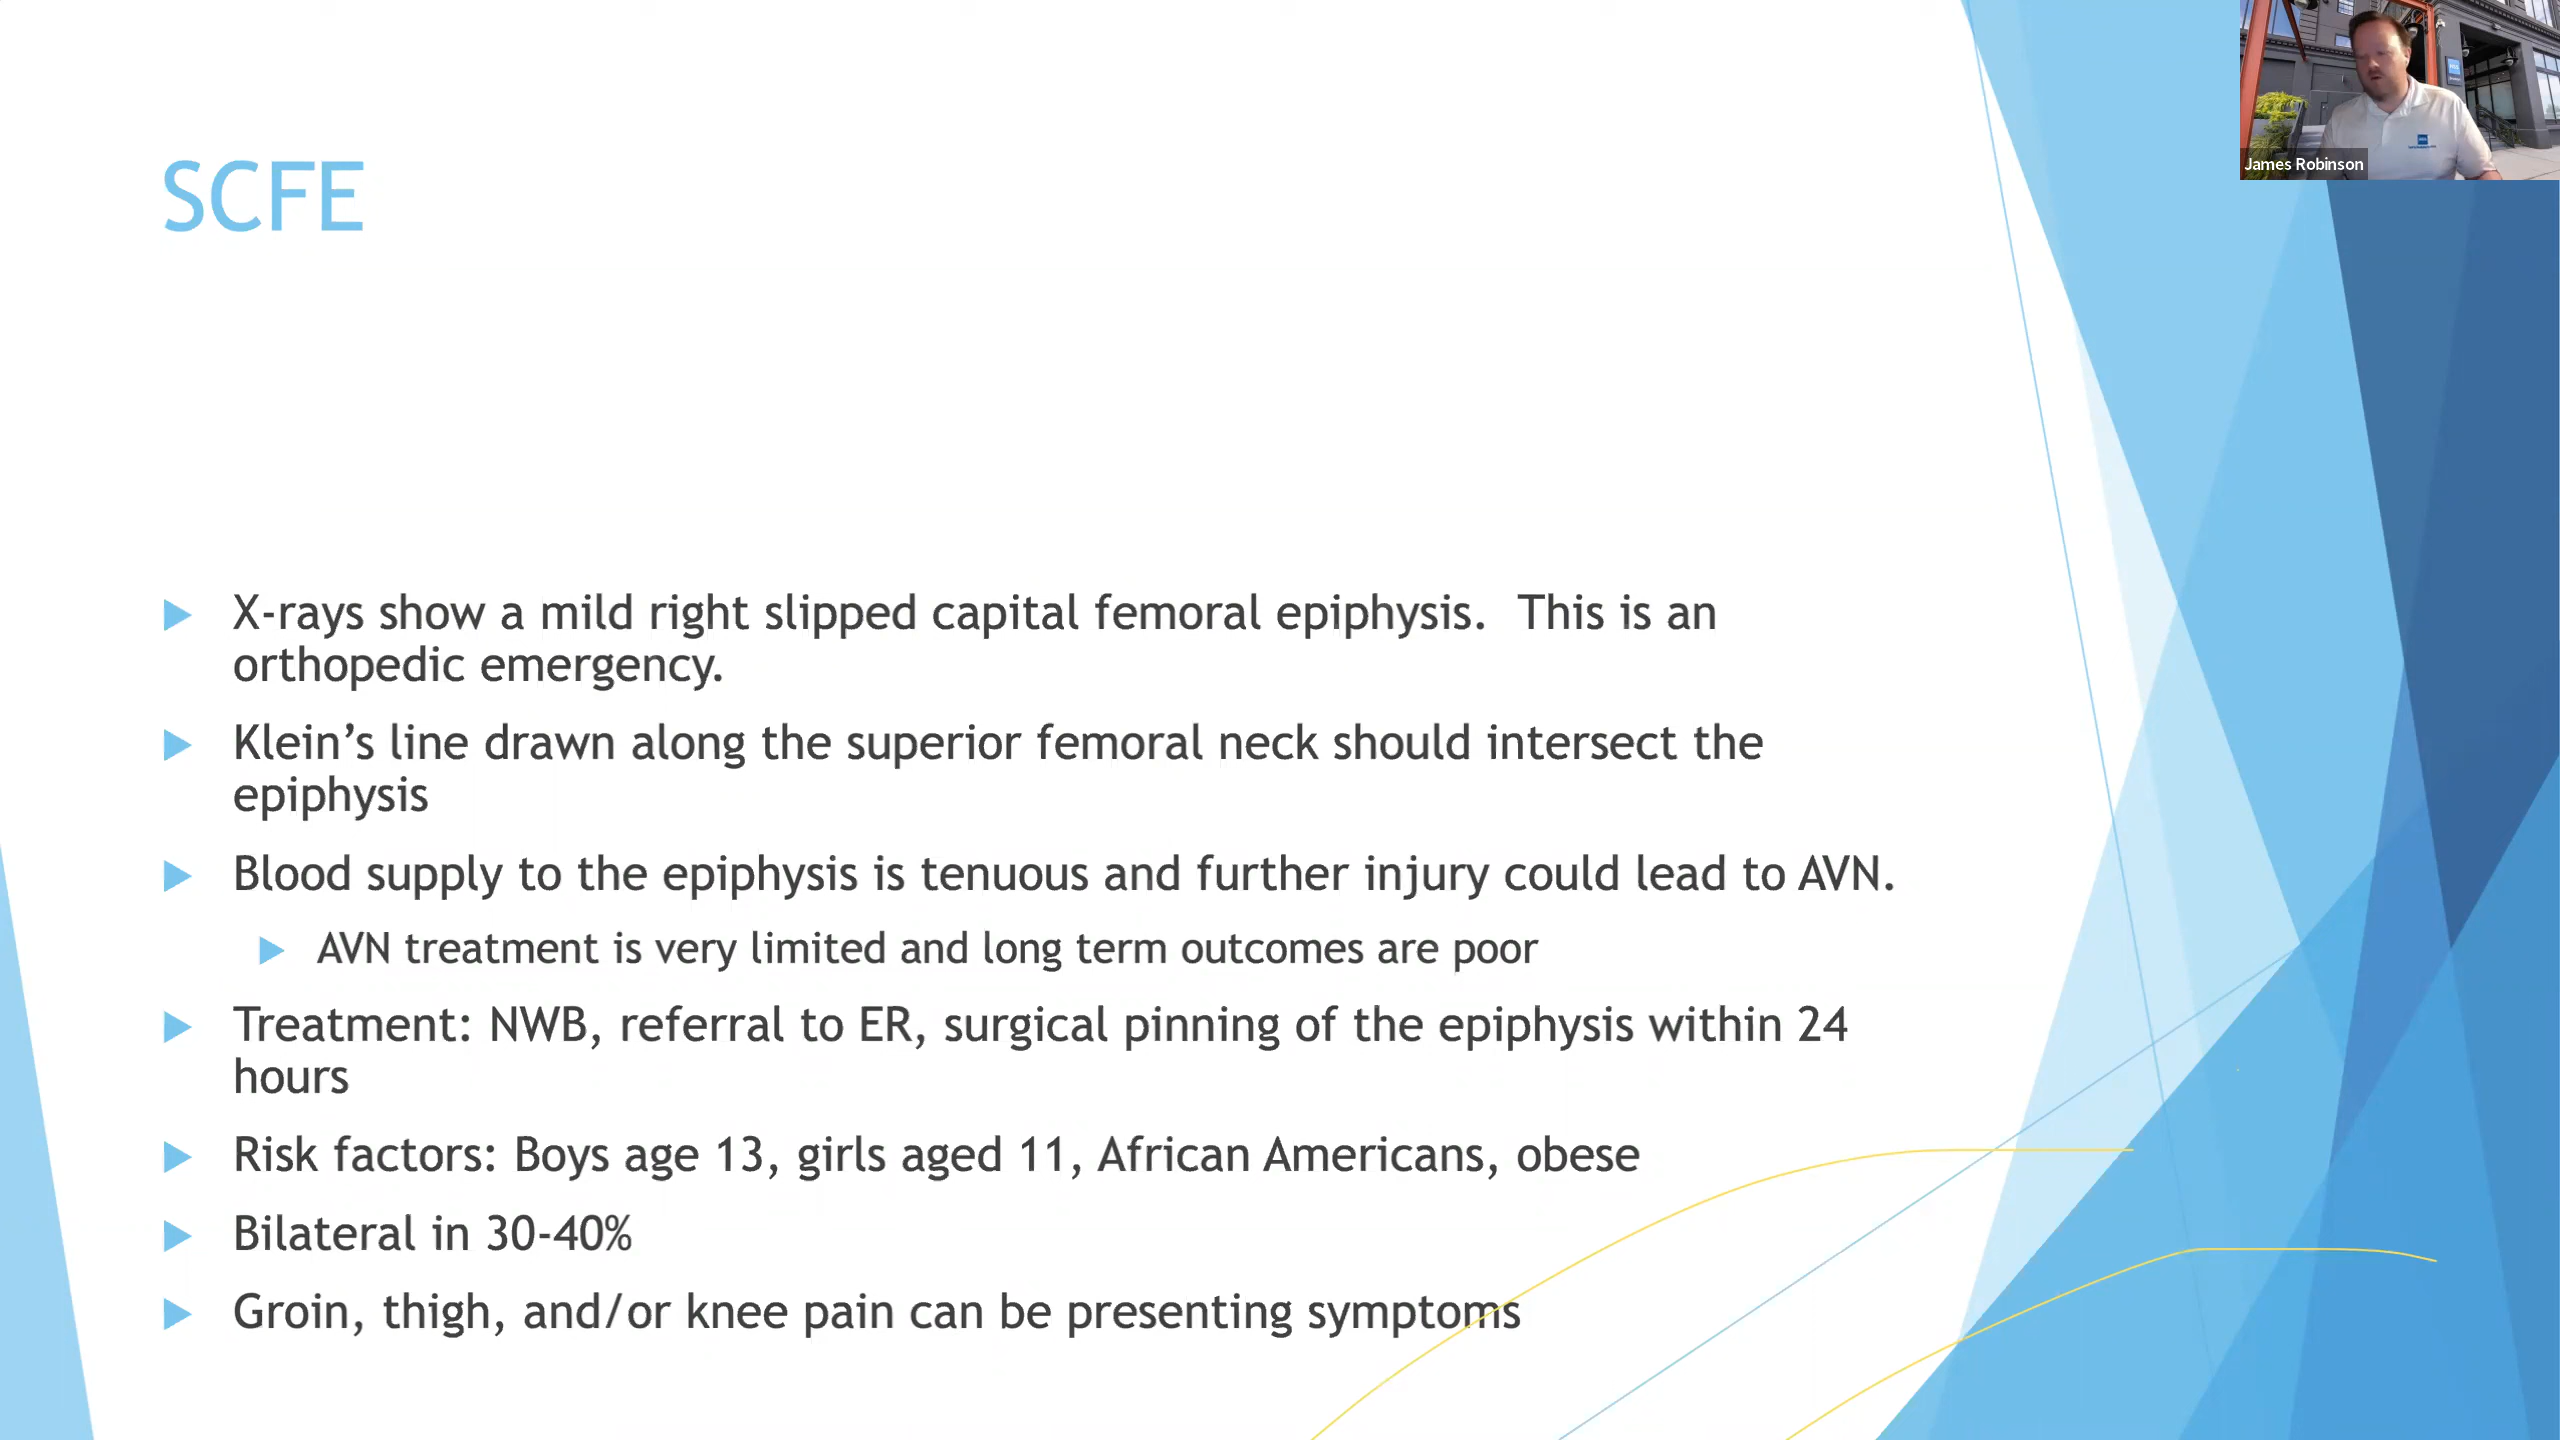 James Robinson
SCFE
X-rays show a mild right slipped capital femoral epiphysis.  This is an
orthopedic emergency.
Klein’s line drawn along the superior femoral neck should intersect the
epiphysis
Blood supply to the epiphysis is tenuous and further injury could lead to AVN.
AVN treatment is very limited and long term outcomes are poor
Treatment: NWB, referral to ER, surgical pinning of the epiphysis within 24
hours
Risk factors: Boys age 13, girls aged 11, African Americans, obese
Bilateral in 30-40%
Groin, thigh, and/or knee pain can be presenting symptoms